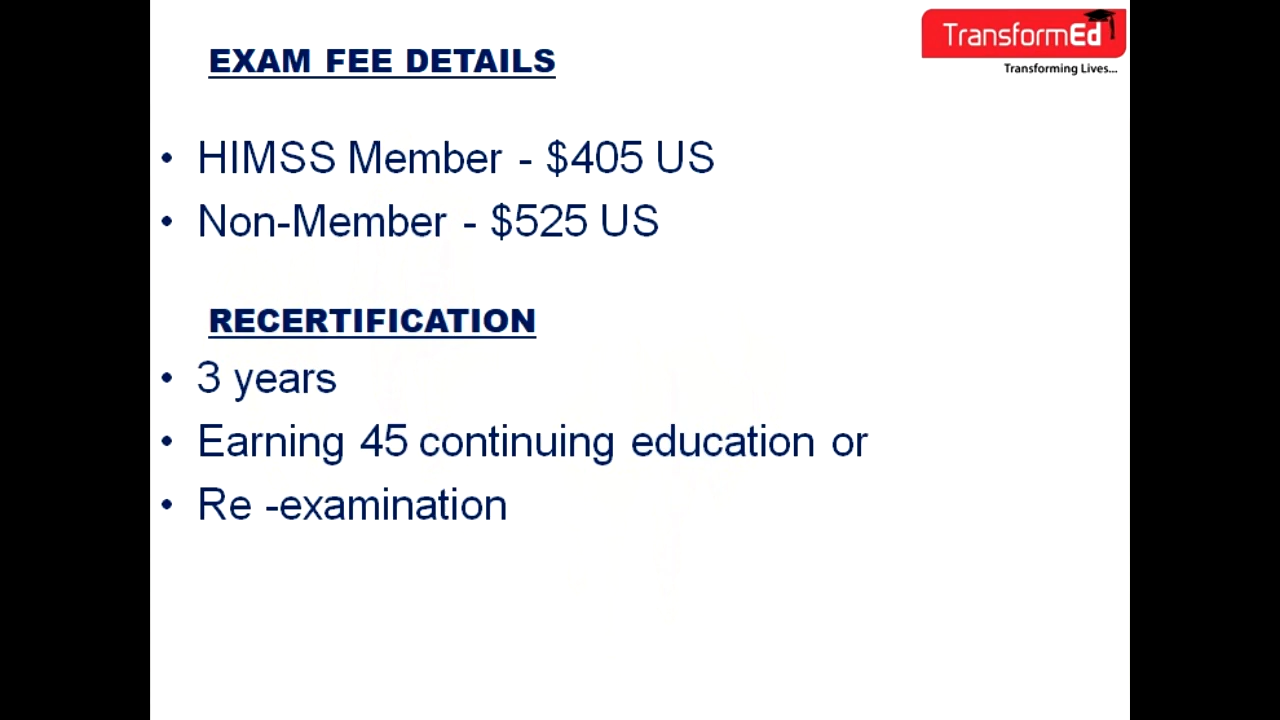 TransformEd
Transforming Lives...
EXAM FEE DETAILS
• HIMSS Member - $405 US
• Non-Member - $525 US
RECERTIFICATION
• 3 years
• Earning 45 continuing education or
• Re -examination